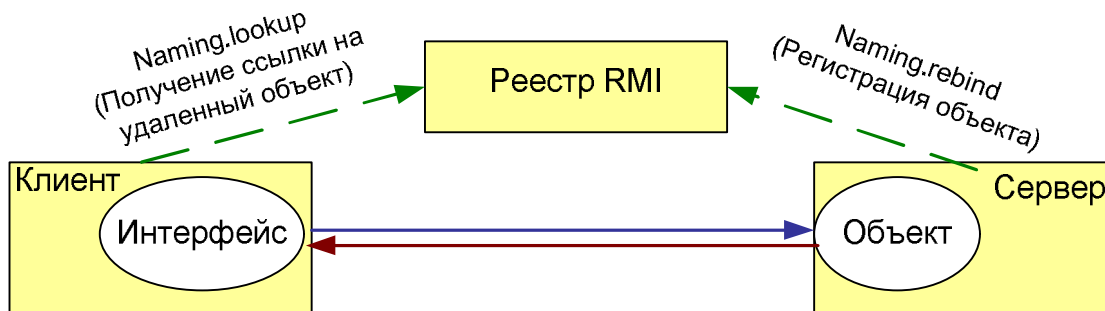 Naming.lookup
(Получение ссылки на
удаленный объект)
Реестр RMI
Naming.rebind
(Регистрация объекта)
Клиент
Интерфейс
Сервер
Объект